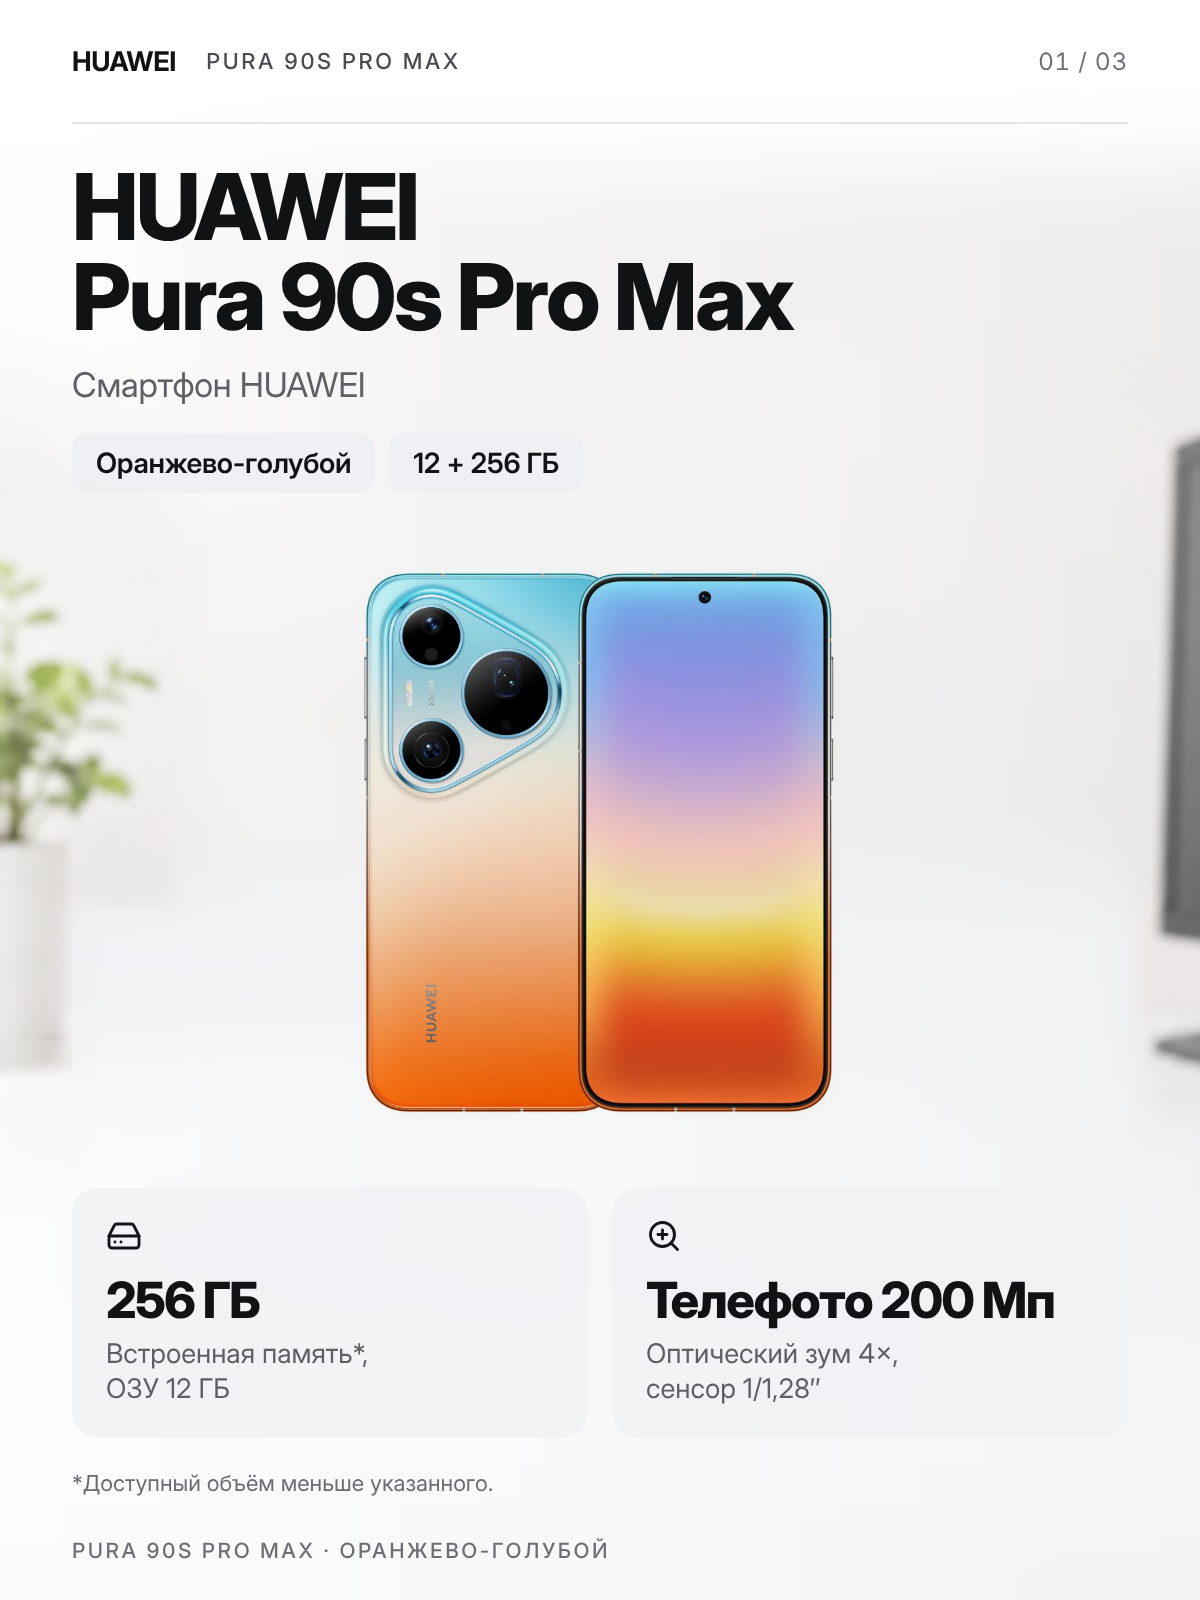 HUAWEI PURA 90S PRO MAX 01 / 03
HUAWEI
Pura 90s Pro Max
Смартфон HUAWEI
Оранжево-голубой 12 + 256 ГБ
XMAGE
HUAWEI
256 ГБ
Встроенная память*,
ОЗУ 12 ГБ
Телефото 200 Мп
Оптический зум 4×,
сенсор 1/1,28″
*Доступный объём меньше указанного.
PURA 90S PRO MAX · ОРАНЖЕВО-ГОЛУБОЙ